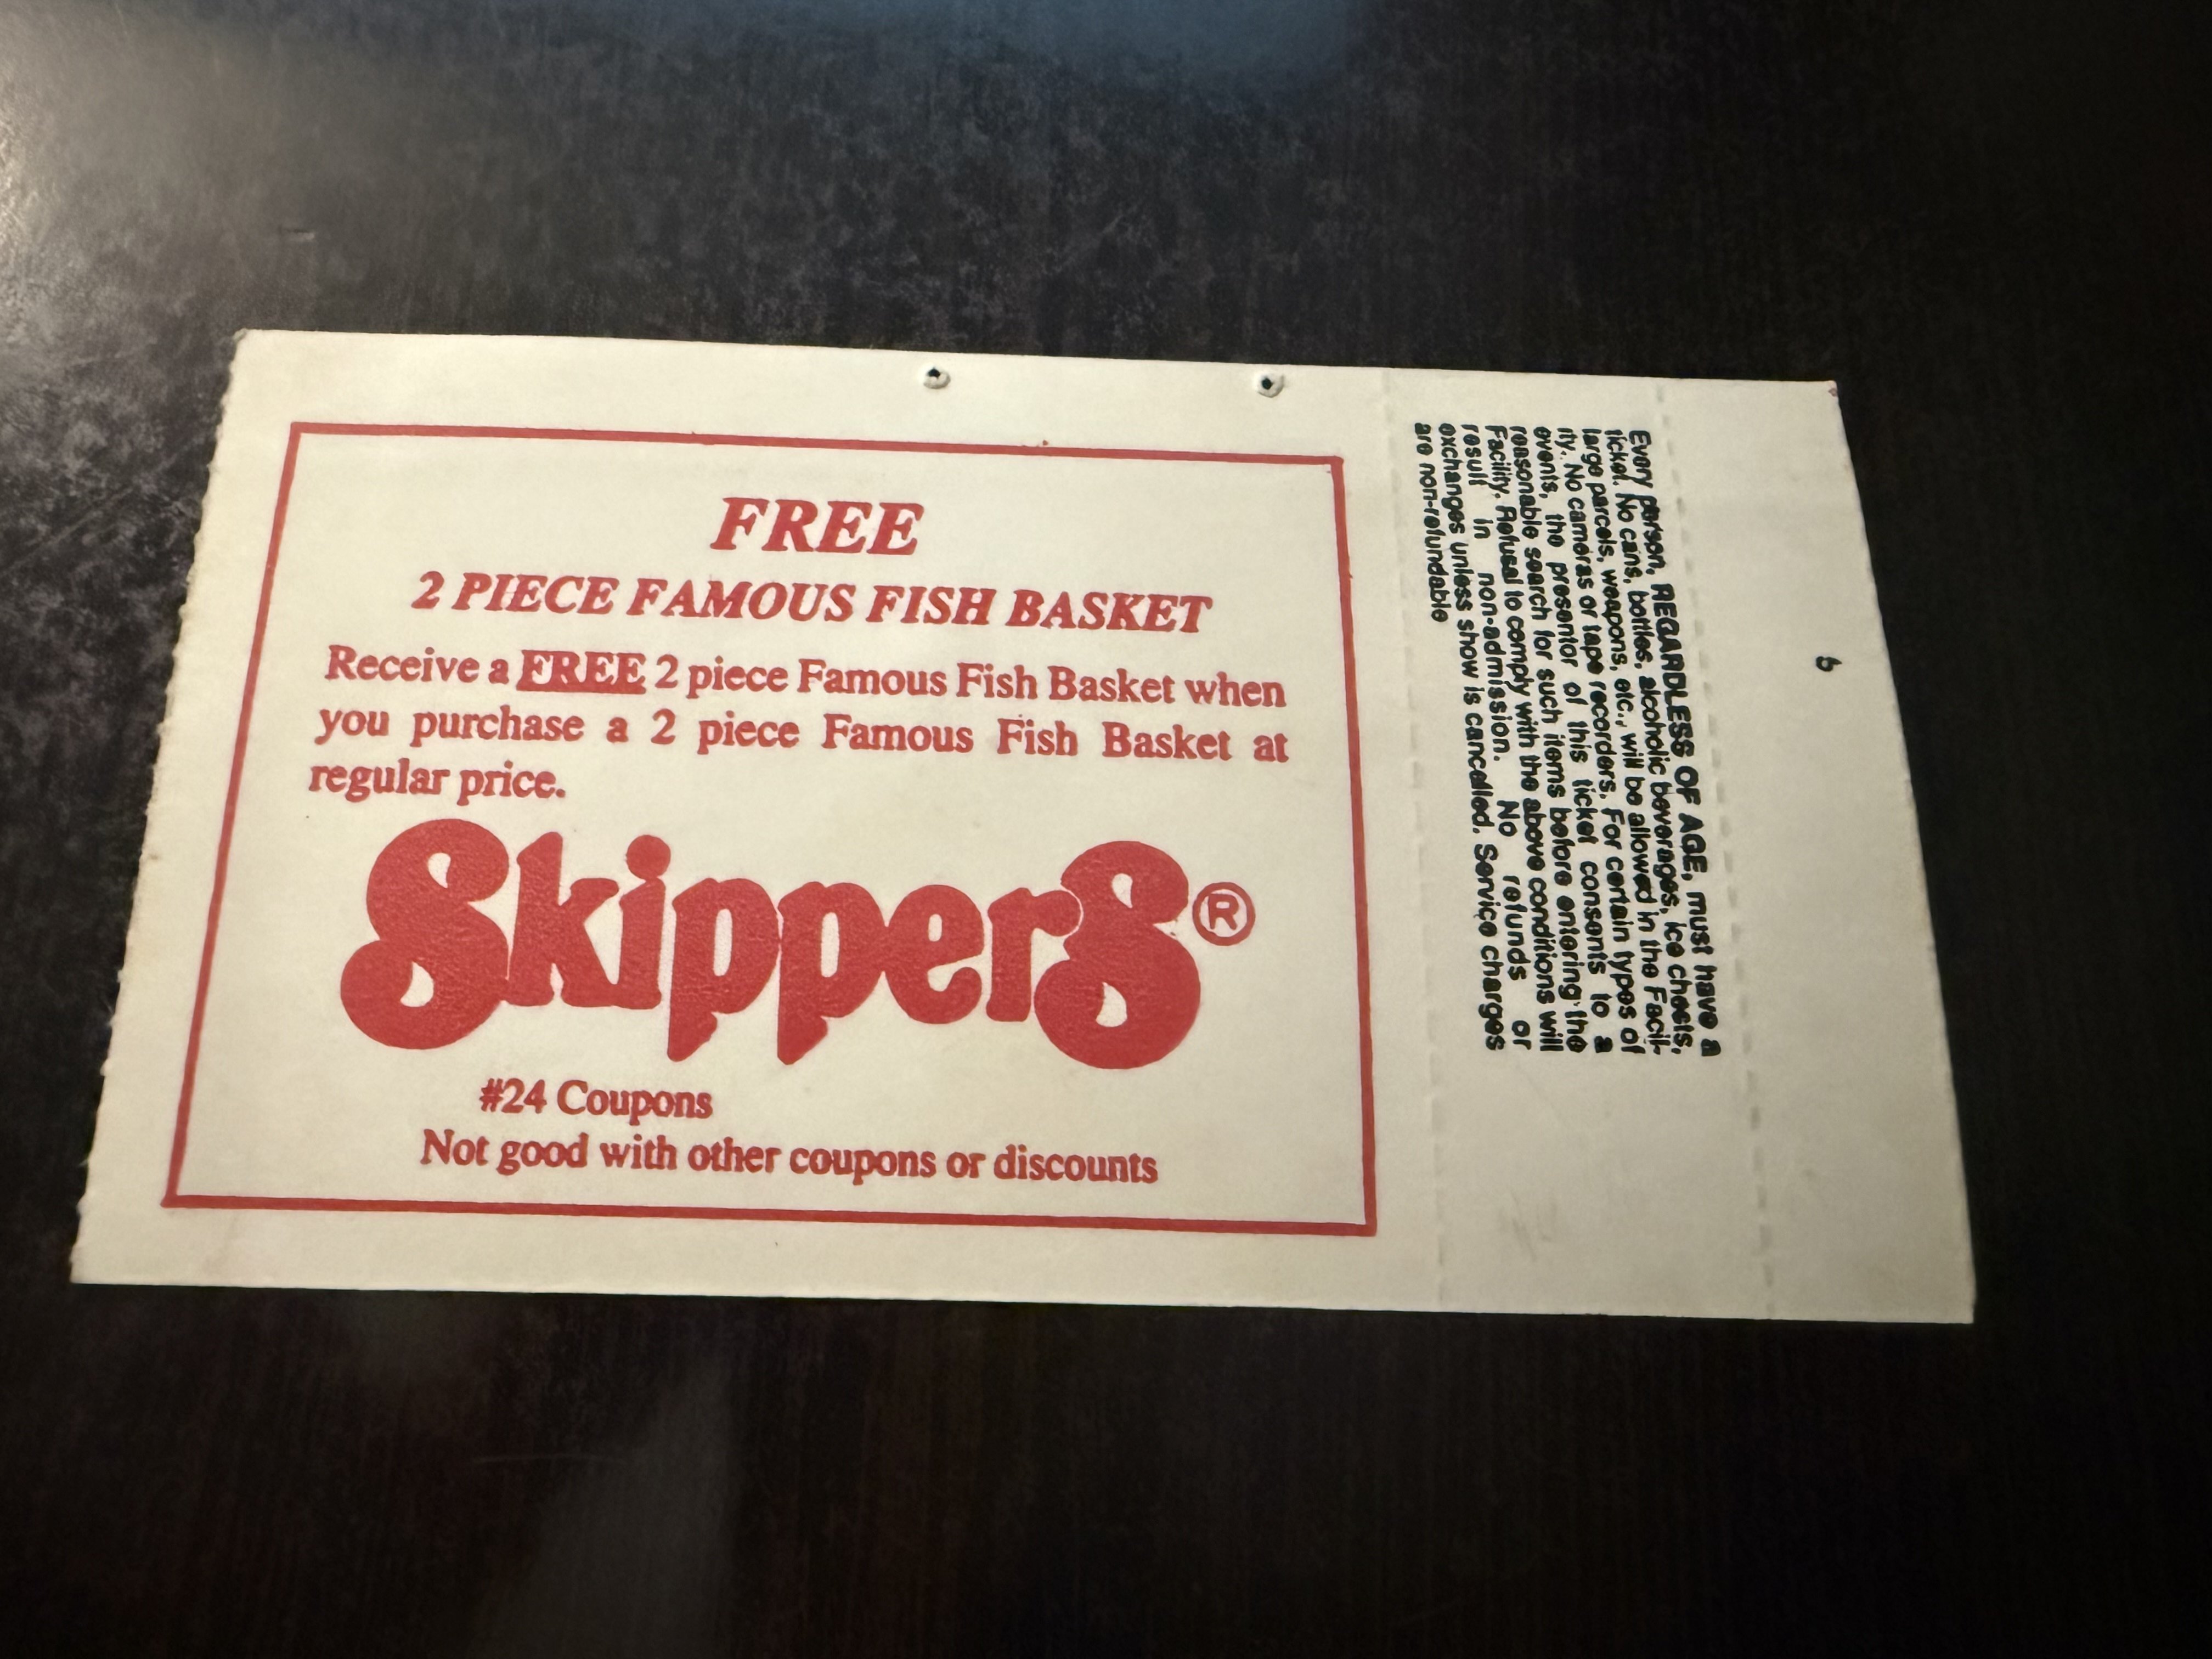 FREE
2 PIECE FAMOUS FISH BASKET
Receive a FREE 2 piece Famous Fish Basket when
you purchase a 2 piece Famous Fish Basket at
regular price.
Skippers®
#24 Coupons
Not good with other coupons or discounts
Every person, REGARDLESS OF AGE, must have a
ticket. No cans, bottles, alcoholic beverages, ice chests,
large parcels, weapons, etc., will be allowed in the Facil-
ity. No cameras or tape recorders. For certain types of
events, the presentor of this ticket consents to a
reasonable search for such items before entering the
Facility. Refusal to comply with the above conditions will
result in non-admission. No refunds or
exchanges unless show is cancelled. Service charges
are non-refundable